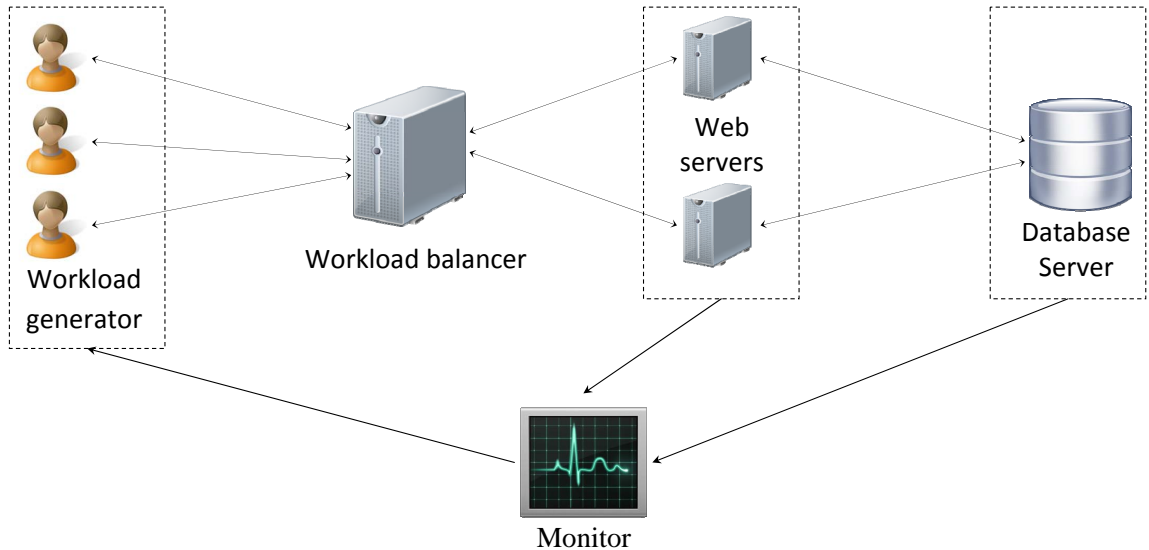 Workload
generator
Workload balancer
Web
servers
Database
Server
Monitor